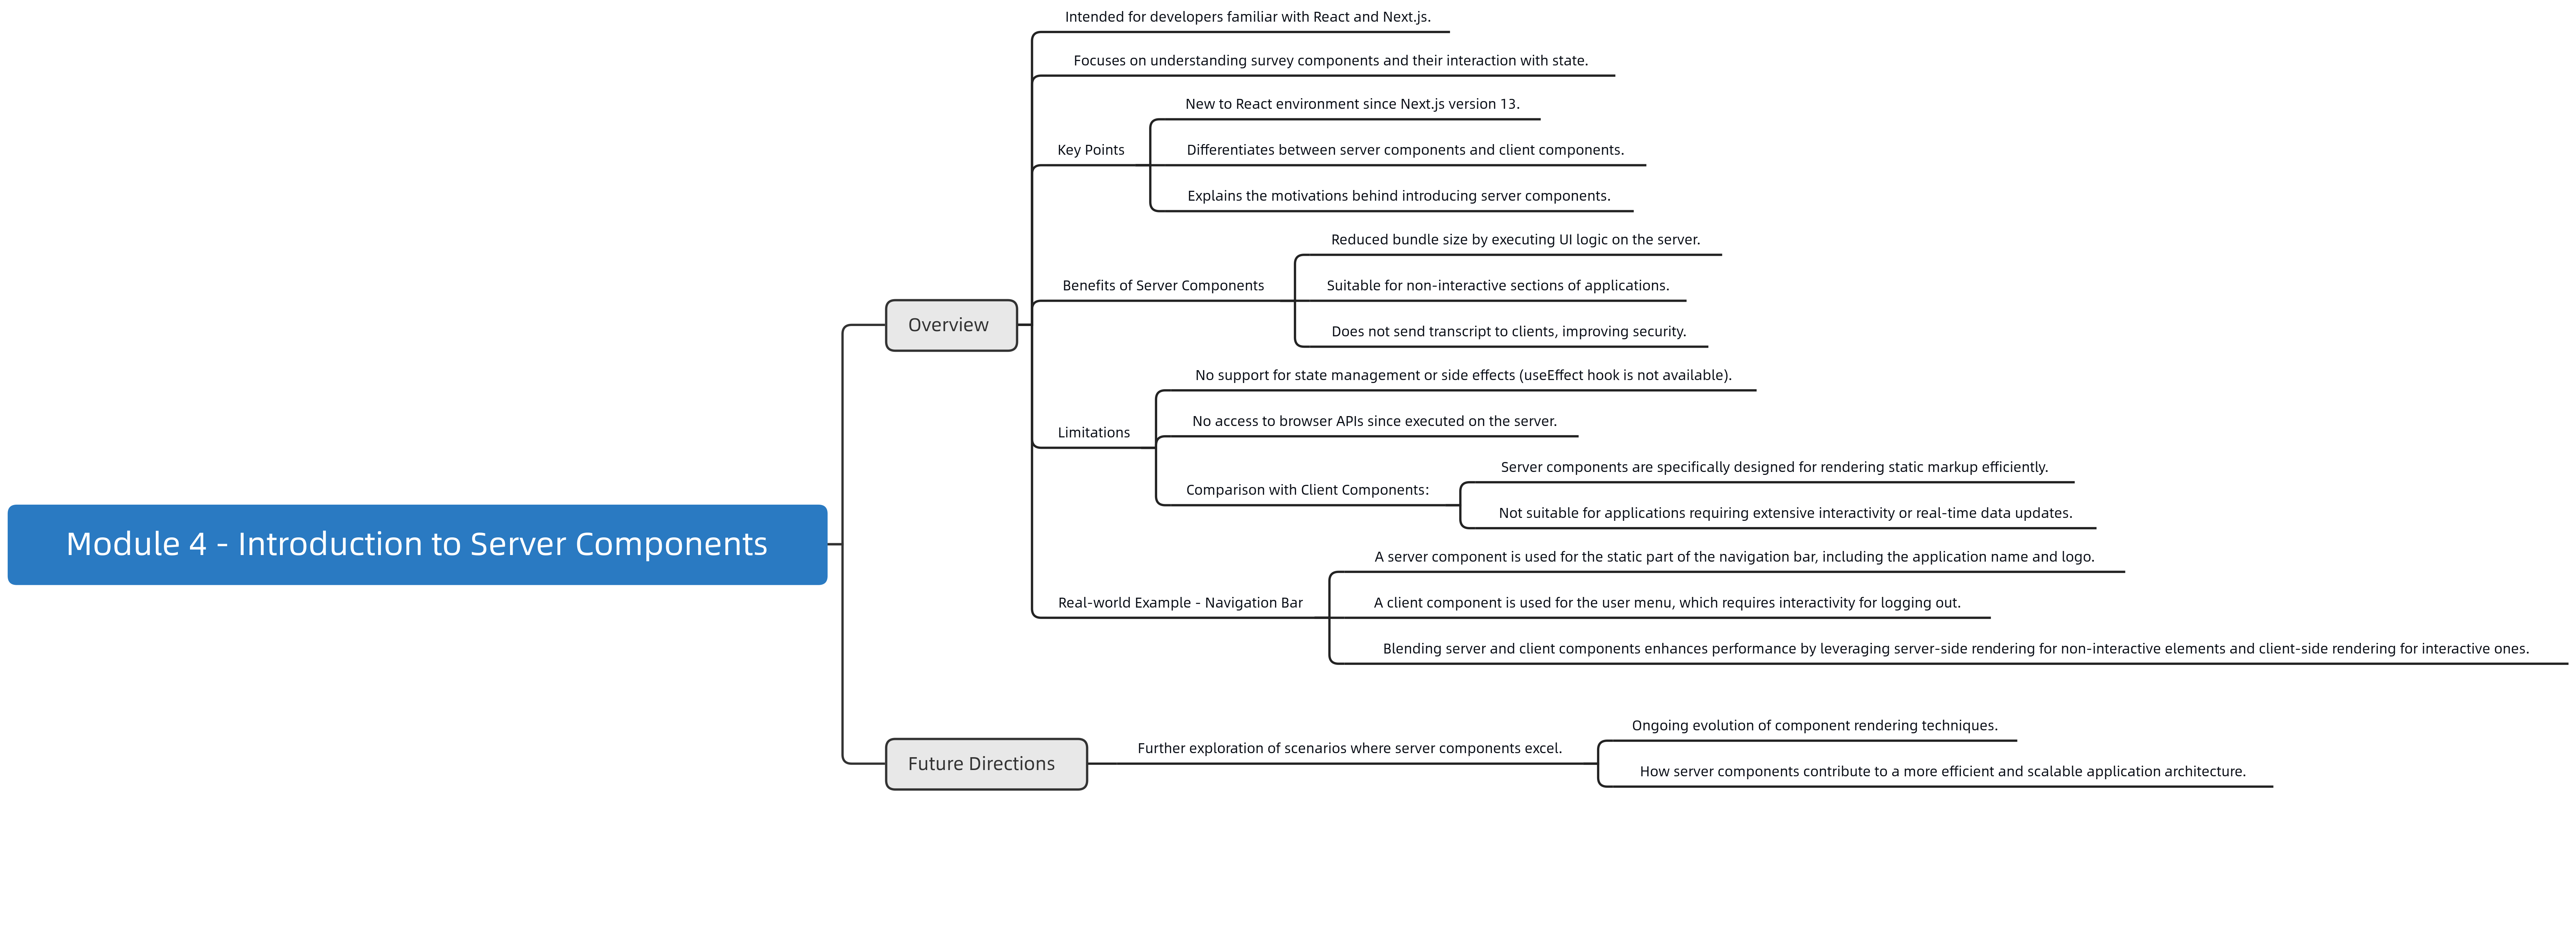 Module 4 - Introduction to Server Components
Overview
Intended for developers familiar with React and Next.js.
Focuses on understanding survey components and their interaction with state.
Key Points
New to React environment since Next.js version 13.
Differentiates between server components and client components.
Explains the motivations behind introducing server components.
Benefits of Server Components
Reduced bundle size by executing UI logic on the server.
Suitable for non-interactive sections of applications.
Does not send transcript to clients, improving security.
Limitations
No support for state management or side effects (useEffect hook is not available).
No access to browser APIs since executed on the server.
Comparison with Client Components:
Server components are specifically designed for rendering static markup efficiently.
Not suitable for applications requiring extensive interactivity or real-time data updates.
Real-world Example - Navigation Bar
A server component is used for the static part of the navigation bar, including the application name and logo.
A client component is used for the user menu, which requires interactivity for logging out.
Blending server and client components enhances performance by leveraging server-side rendering for non-interactive elements and client-side rendering for interactive ones.
Future Directions
Further exploration of scenarios where server components excel.
Ongoing evolution of component rendering techniques.
How server components contribute to a more efficient and scalable application architecture.